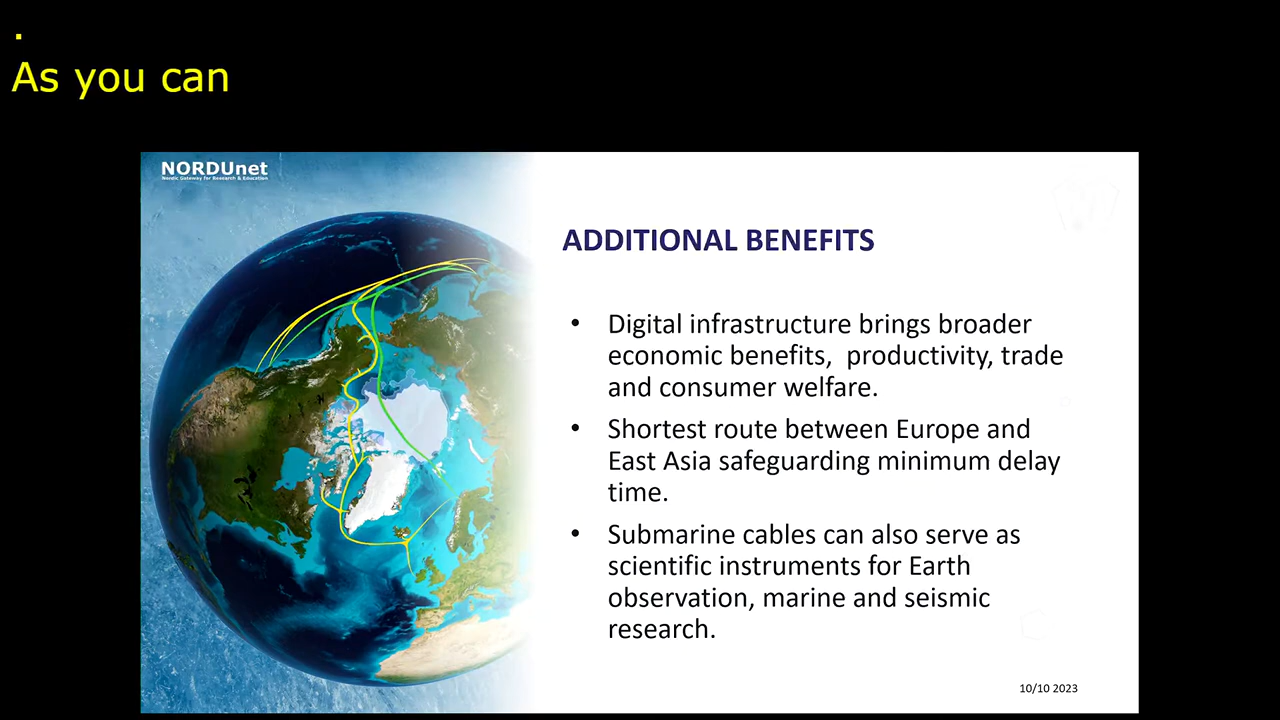 .
As you can
NORDUnet
Nordic Gateway for Research & Education
ADDITIONAL BENEFITS
• Digital infrastructure brings broader
economic benefits,  productivity, trade
and consumer welfare.
• Shortest route between Europe and
East Asia safeguarding minimum delay
time.
• Submarine cables can also serve as
scientific instruments for Earth
observation, marine and seismic
research.
10/10 2023